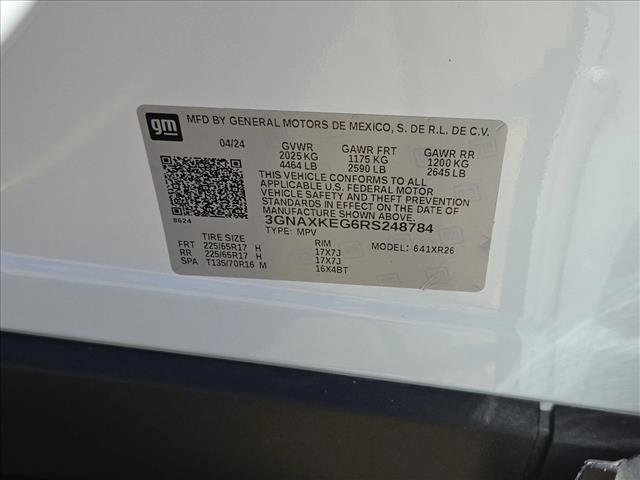 gm
MFD BY GENERAL MOTORS DE MEXICO, S. DE R.L. DE C.V.
04/24 GVWR GAWR FRT GAWR RR
2025 KG 1175 KG 1200 KG
4464 LB 2590 LB 2645 LB
THIS VEHICLE CONFORMS TO ALL
APPLICABLE U.S. FEDERAL MOTOR
VEHICLE SAFETY AND THEFT PREVENTION
STANDARDS IN EFFECT ON THE DATE OF
MANUFACTURE SHOWN ABOVE.
8624 3GNAXKEG6RS248784
TYPE: MPV MODEL: 641XR26
TIRE SIZE RIM
FRT 225/65R17 H 17X7J
RR 225/65R17 H 17X7J
SPA T135/70R16 M 16X4BT